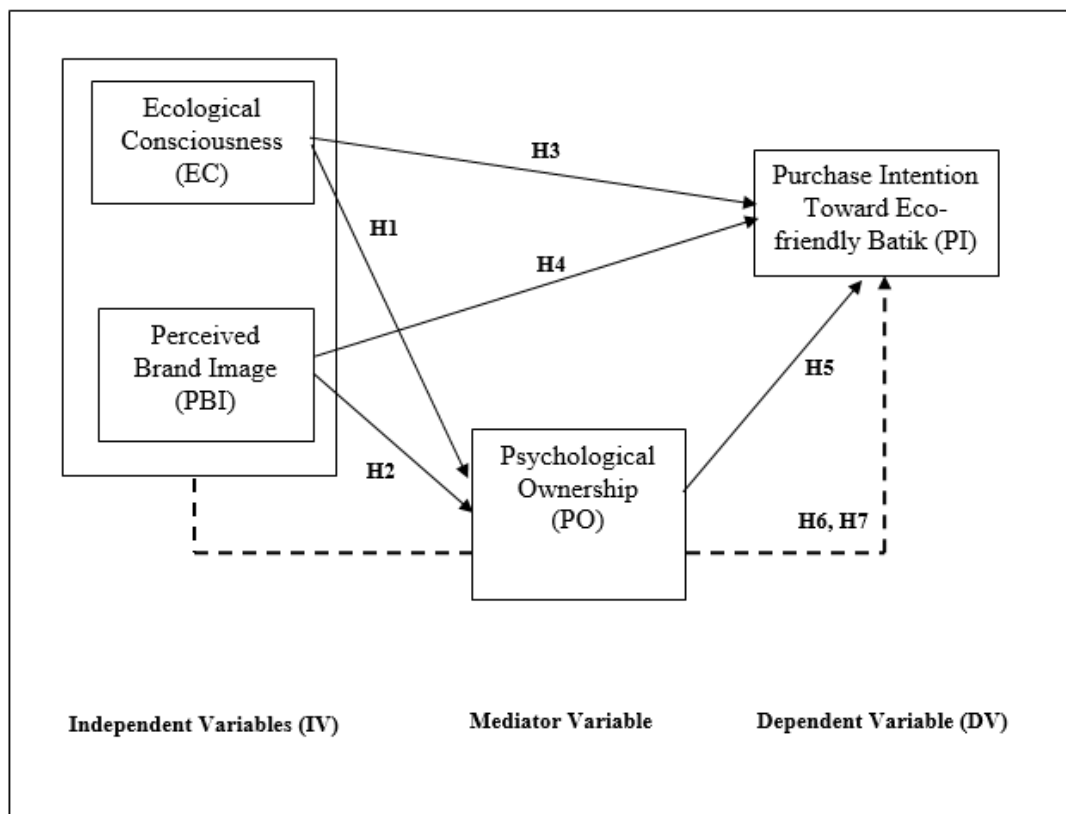 Ecological
Consciousness
(EC)
H3
Purchase Intention
Toward Eco-
friendly Batik (PI)
H1
H4
Perceived
Brand Image
(PBI)
H5
H2
Psychological
Ownership
(PO)
H6, H7
Independent Variables (IV)
Mediator Variable
Dependent Variable (DV)